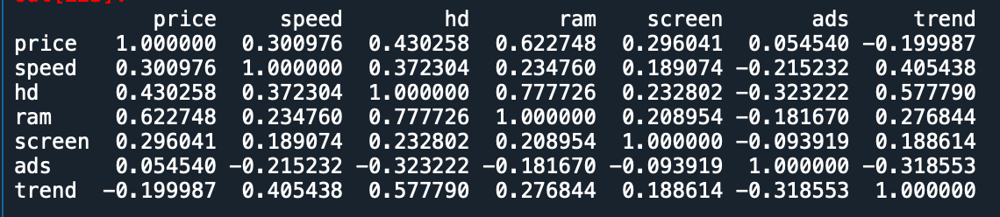 price speed hd ram screen ads trend
price 1.000000 0.300976 0.430258 0.622748 0.296041 0.054540 −0.199987
speed 0.300976 1.000000 0.372304 0.234760 0.189074 −0.215232 0.405438
hd 0.430258 0.372304 1.000000 0.777726 0.232802 −0.323222 0.577790
ram 0.622748 0.234760 0.777726 1.000000 0.208954 −0.181670 0.276844
screen 0.296041 0.189074 0.232802 0.208954 1.000000 −0.093919 0.188614
ads 0.054540 −0.215232 −0.323222 −0.181670 −0.093919 1.000000 −0.318553
trend −0.199987 0.405438 0.577790 0.276844 0.188614 −0.318553 1.000000